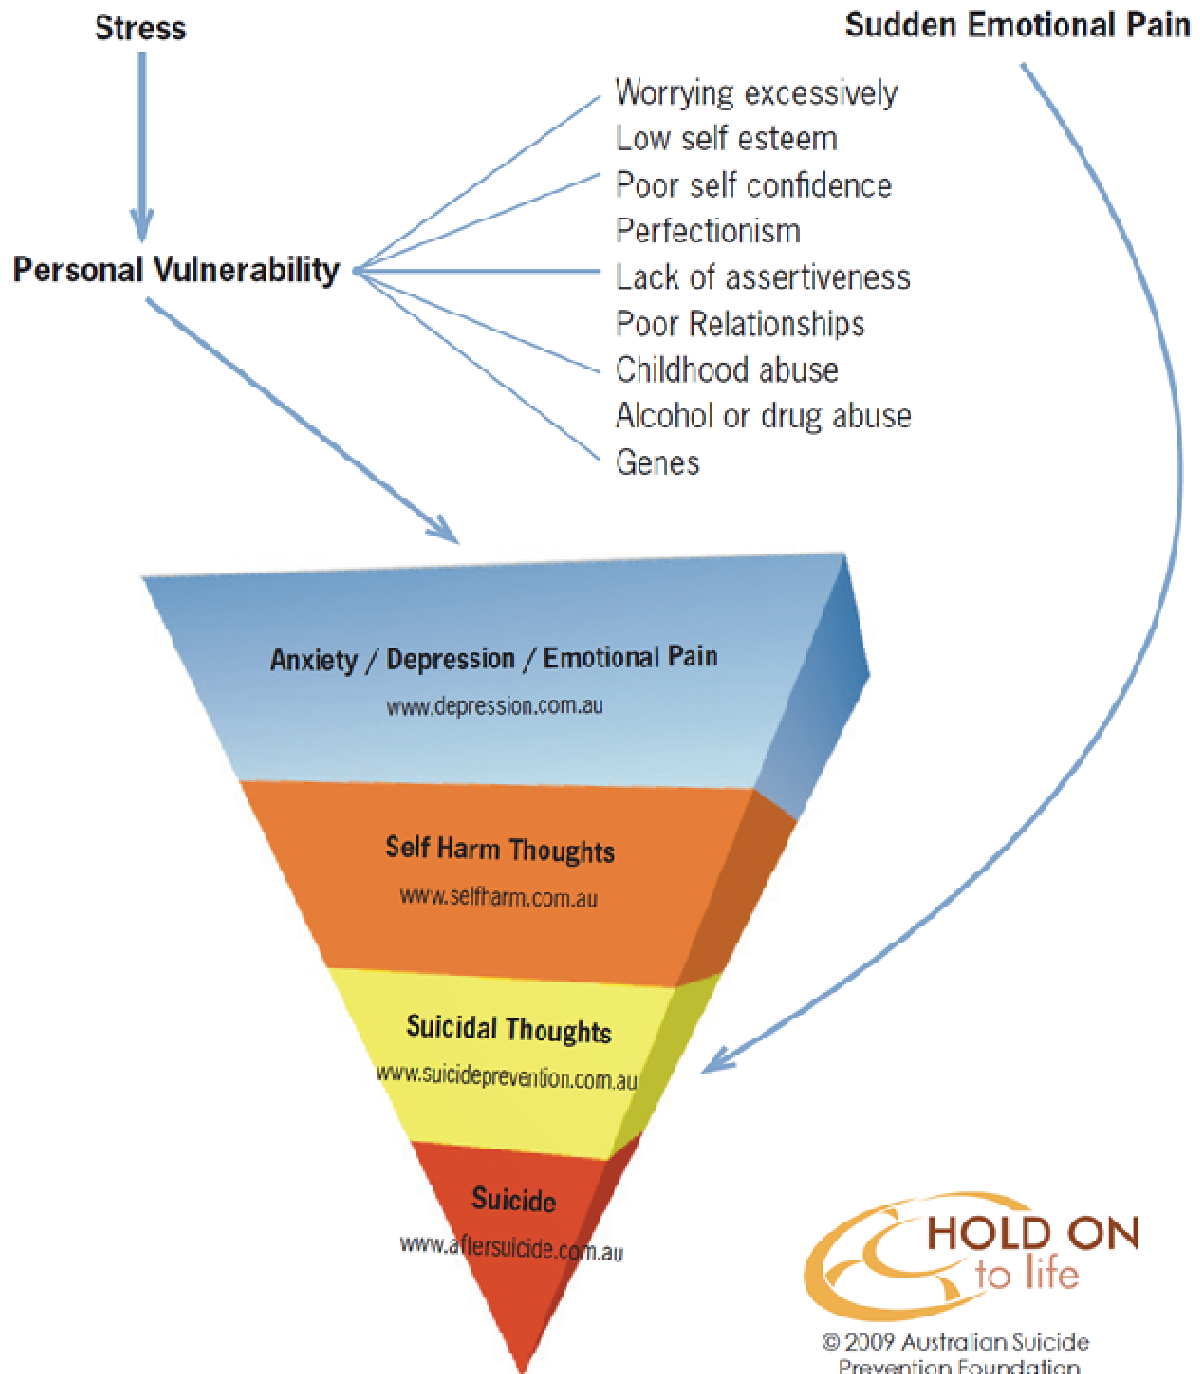 Stress
Sudden Emotional Pain
Worrying excessively
Low self esteem
Poor self confidence
Perfectionism
Personal Vulnerability
Lack of assertiveness
Poor Relationships
Childhood abuse
Alcohol or drug abuse
Genes
Anxiety / Depression / Emotional Pain
www.depression.com.au
Self Harm Thoughts
www.selfharm.com.au
Suicidal Thoughts
www.suicideprevention.com.au
Suicide
www.aftersuicide.com.au
HOLD ON
to life
© 2009 Australian Suicide
Prevention Foundation